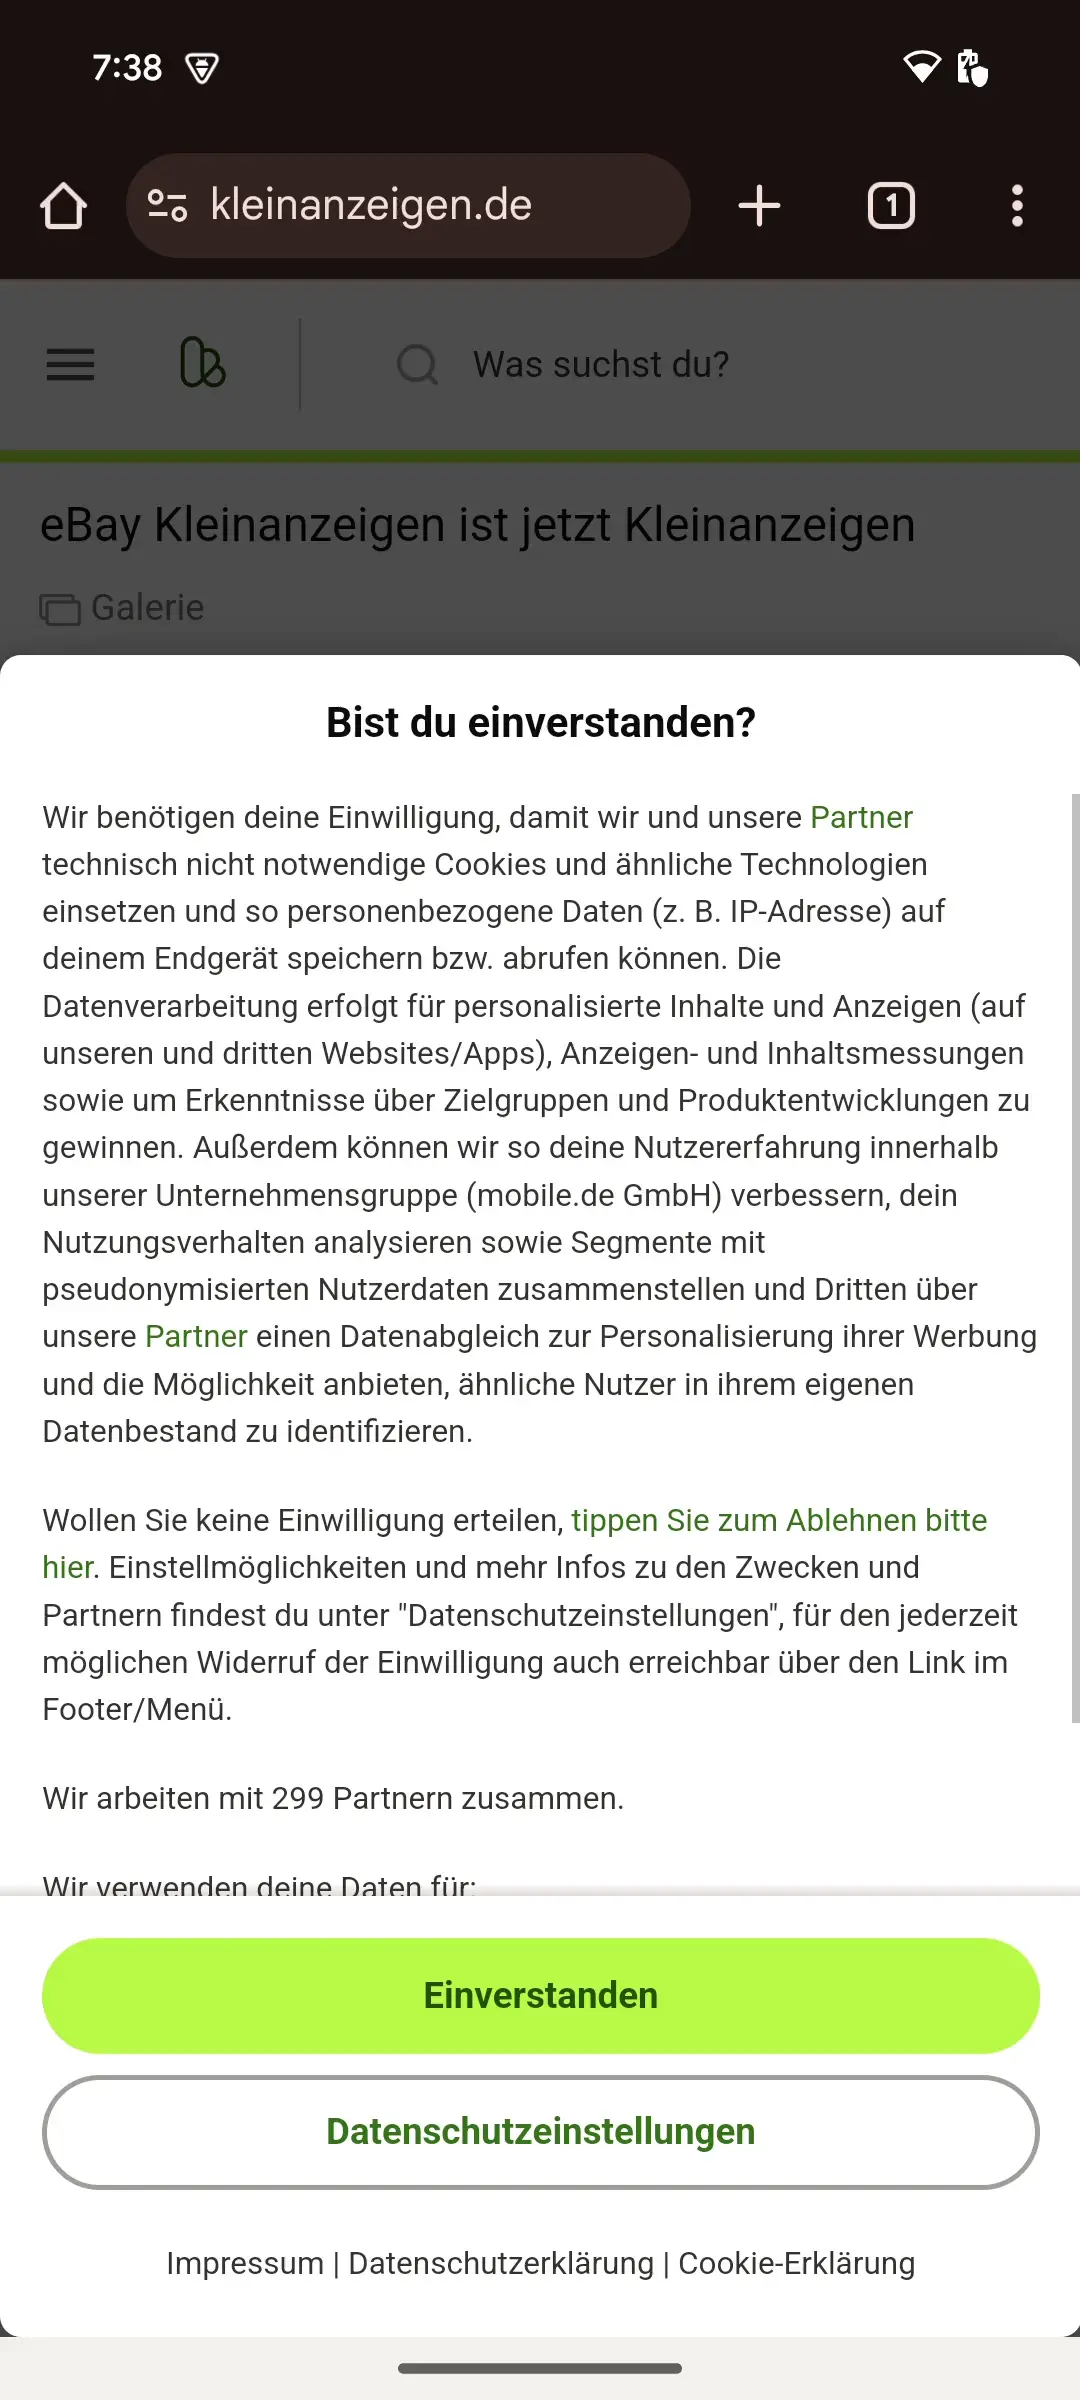 7:38
kleinanzeigen.de
1
Was suchst du?
eBay Kleinanzeigen ist jetzt Kleinanzeigen
Galerie
Bist du einverstanden?
Wir benötigen deine Einwilligung, damit wir und unsere Partner
technisch nicht notwendige Cookies und ähnliche Technologien
einsetzen und so personenbezogene Daten (z. B. IP-Adresse) auf
deinem Endgerät speichern bzw. abrufen können. Die
Datenverarbeitung erfolgt für personalisierte Inhalte und Anzeigen (auf
unseren und dritten Websites/Apps), Anzeigen- und Inhaltsmessungen
sowie um Erkenntnisse über Zielgruppen und Produktentwicklungen zu
gewinnen. Außerdem können wir so deine Nutzererfahrung innerhalb
unserer Unternehmensgruppe (mobile.de GmbH) verbessern, dein
Nutzungsverhalten analysieren sowie Segmente mit
pseudonymisierten Nutzerdaten zusammenstellen und Dritten über
unsere Partner einen Datenabgleich zur Personalisierung ihrer Werbung
und die Möglichkeit anbieten, ähnliche Nutzer in ihrem eigenen
Datenbestand zu identifizieren.
Wollen Sie keine Einwilligung erteilen, tippen Sie zum Ablehnen bitte
hier. Einstellmöglichkeiten und mehr Infos zu den Zwecken und
Partnern findest du unter "Datenschutzeinstellungen", für den jederzeit
möglichen Widerruf der Einwilligung auch erreichbar über den Link im
Footer/Menü.
Wir arbeiten mit 299 Partnern zusammen.
Wir verwenden deine Daten für:
Einverstanden
Datenschutzeinstellungen
Impressum | Datenschutzerklärung | Cookie-Erklärung